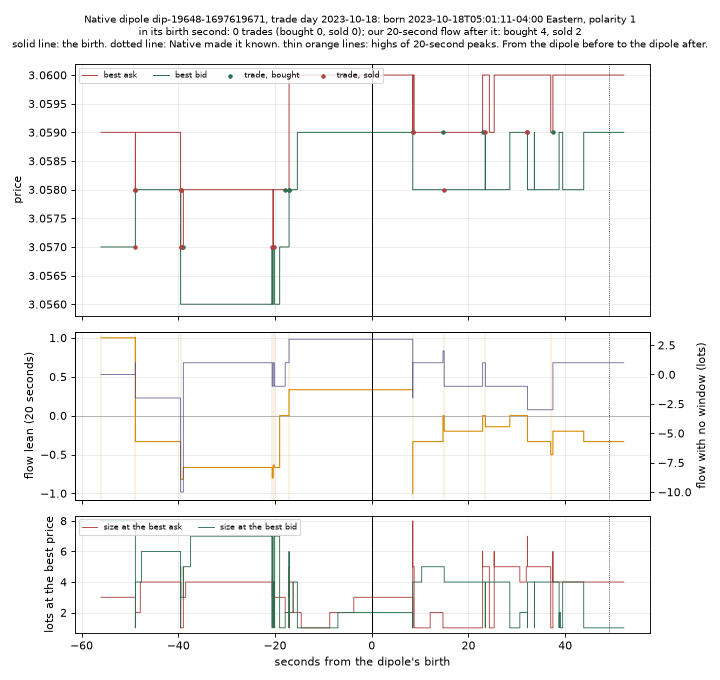 Native dipole dip-19648-1697619671, trade day 2023-10-18: born 2023-10-18T05:01:11-04:00 Eastern, polarity 1
in its birth second: 0 trades (bought 0, sold 0); our 20-second flow after it: bought 4, sold 2
solid line: the birth. dotted line: Native made it known. thin orange lines: highs of 20-second peaks. From the dipole before to the dipole after.
best ask
best bid
trade, bought
trade, sold
3.0600
3.0595
3.0590
3.0585
3.0580
3.0575
3.0570
3.0565
3.0560
price
1.0
0.5
0.0
−0.5
−1.0
flow lean (20 seconds)
2.5
0.0
−2.5
−5.0
−7.5
−10.0
flow with no window (lots)
size at the best ask
size at the best bid
8
6
4
2
lots at the best price
−60
−40
−20
0
20
40
seconds from the dipole's birth